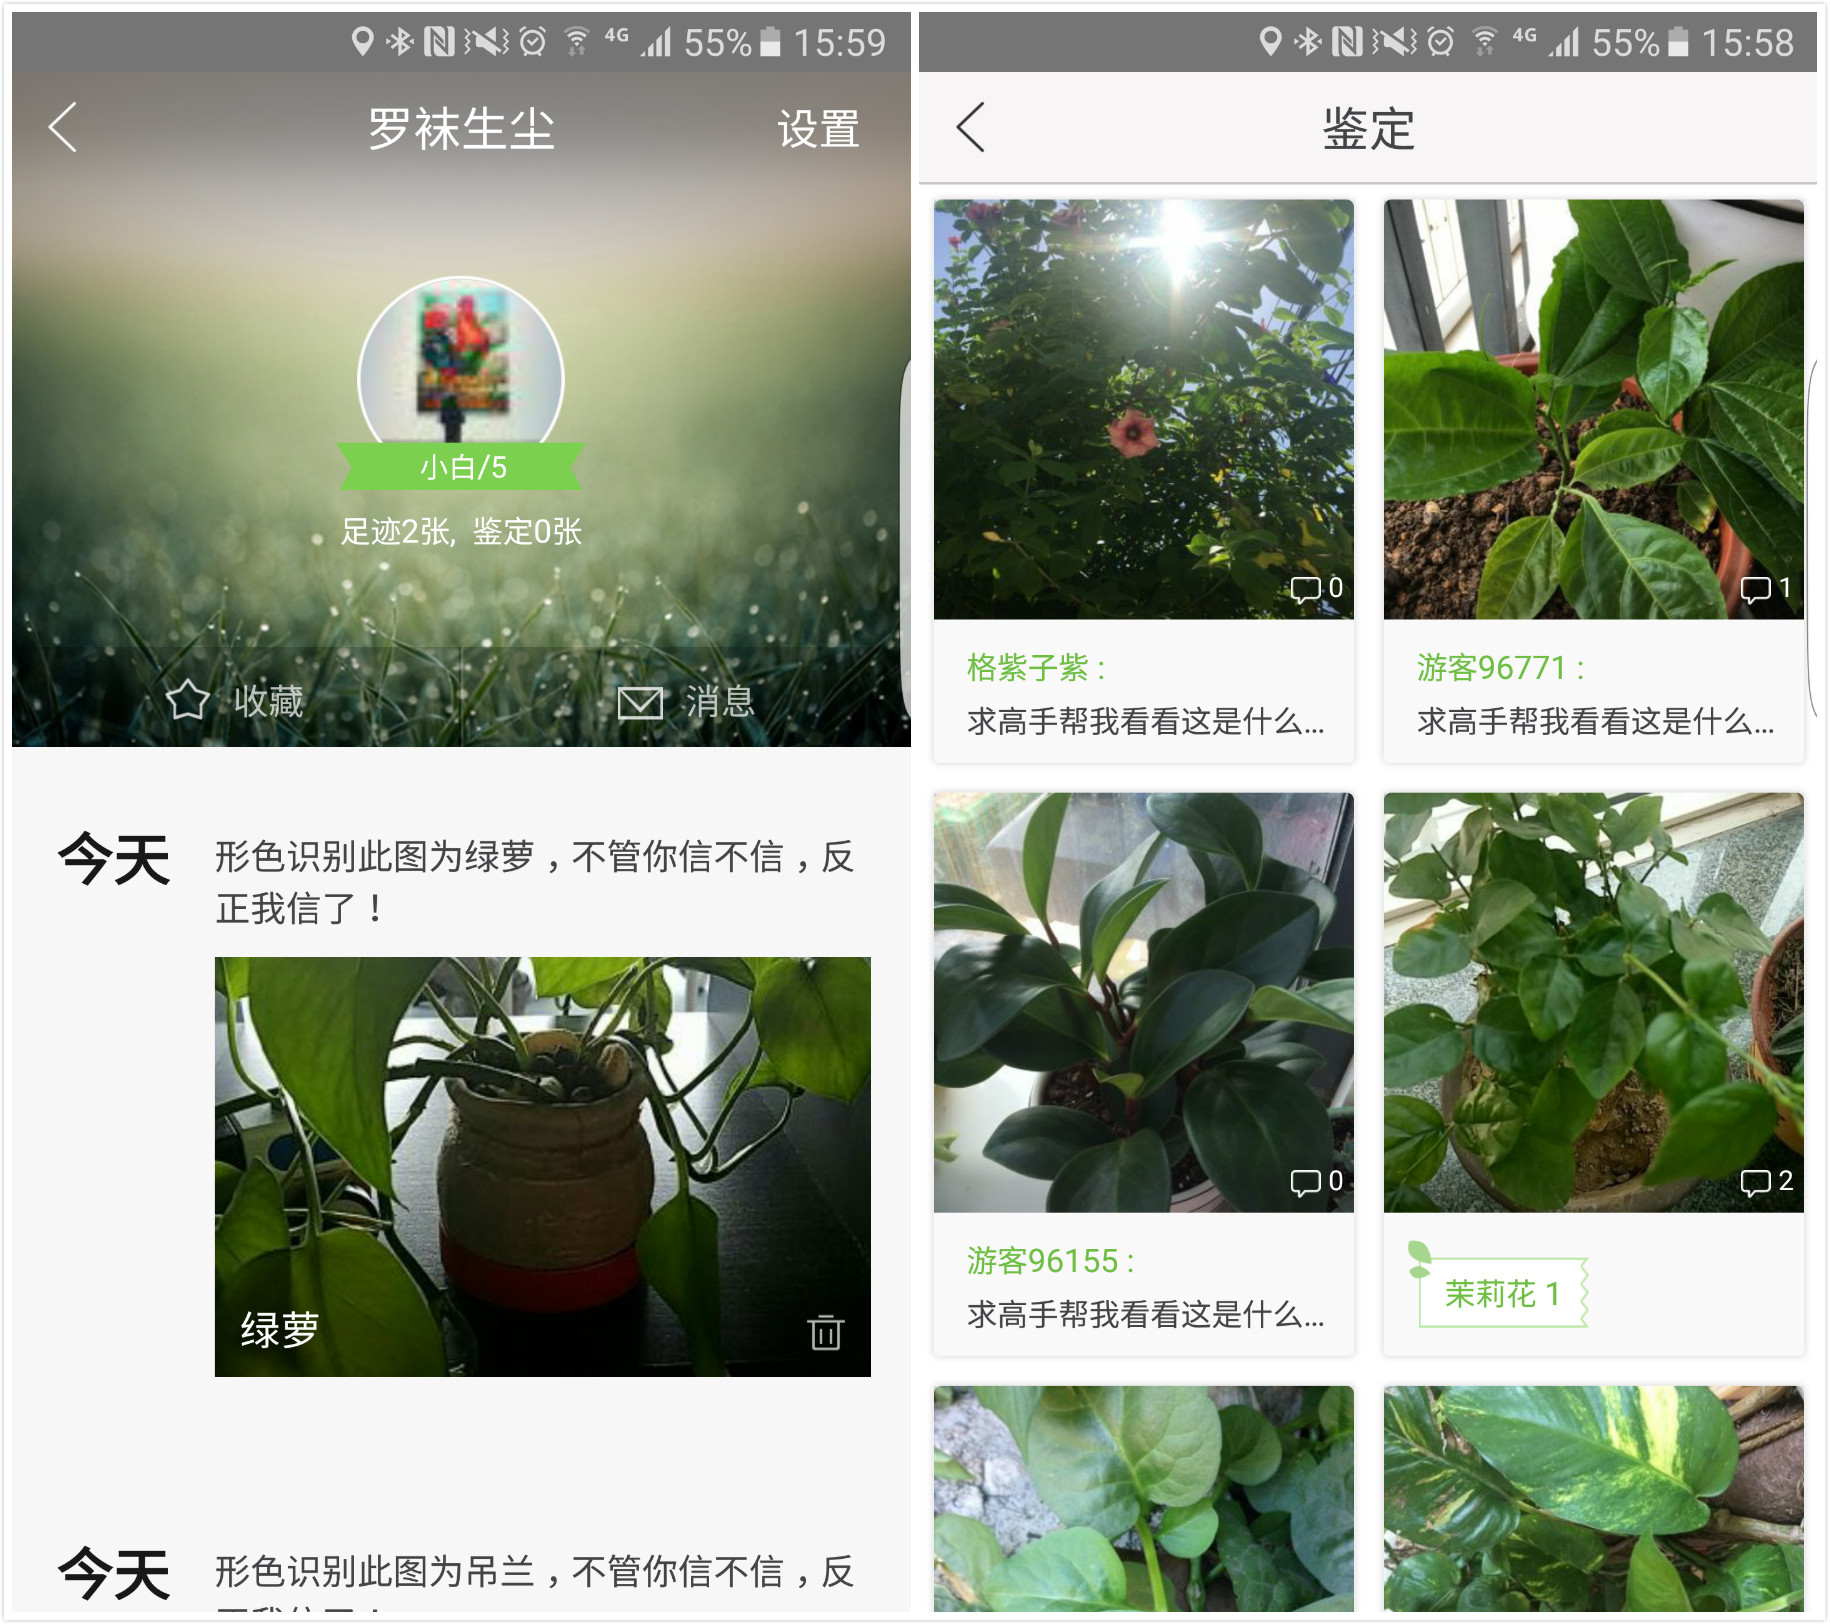 4G 55% 15:59
罗袜生尘
设置
小白/5
足迹2张, 鉴定0张
收藏
消息
今天
形色识别此图为绿萝，不管你信不信，反
正我信了！
绿萝
今天
形色识别此图为吊兰，不管你信不信，反
4G 55% 15:58
鉴定
0
1
格紫子紫：
游客96771：
求高手帮我看看这是什么...
求高手帮我看看这是什么...
0
2
游客96155：
求高手帮我看看这是什么...
茉莉花 1